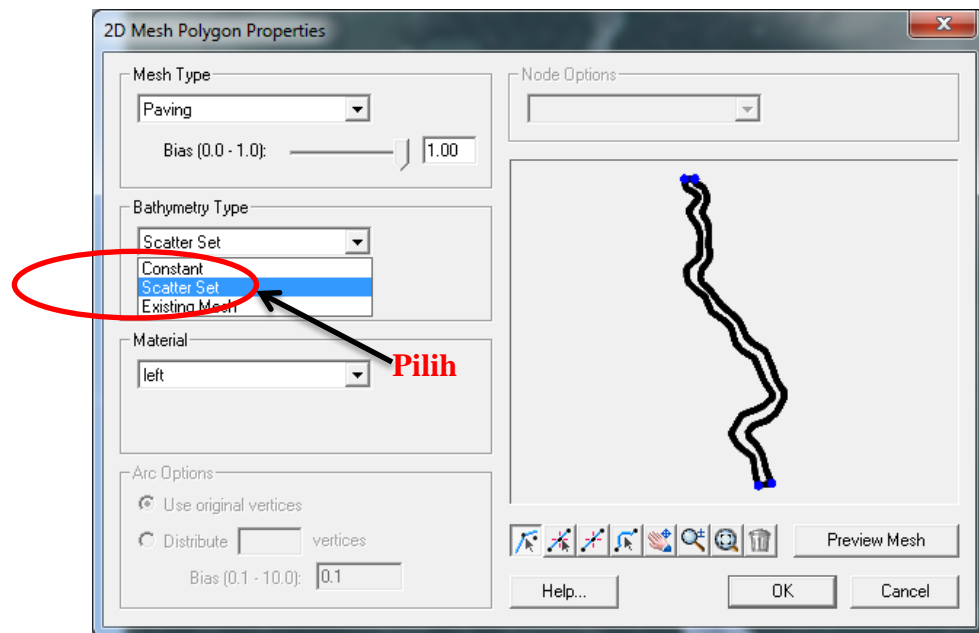 2D Mesh Polygon Properties
x
Mesh Type
Paving
Bias (0.0 - 1.0):
1.00
Bathymetry Type
Scatter Set
Constant
Scatter Set
Existing Mesh
Material
left
Pilih
Arc Options
Use original vertices
Distribute vertices
Bias (0.1 - 10.0): 0.1
Node Options
Preview Mesh
Help...
OK
Cancel